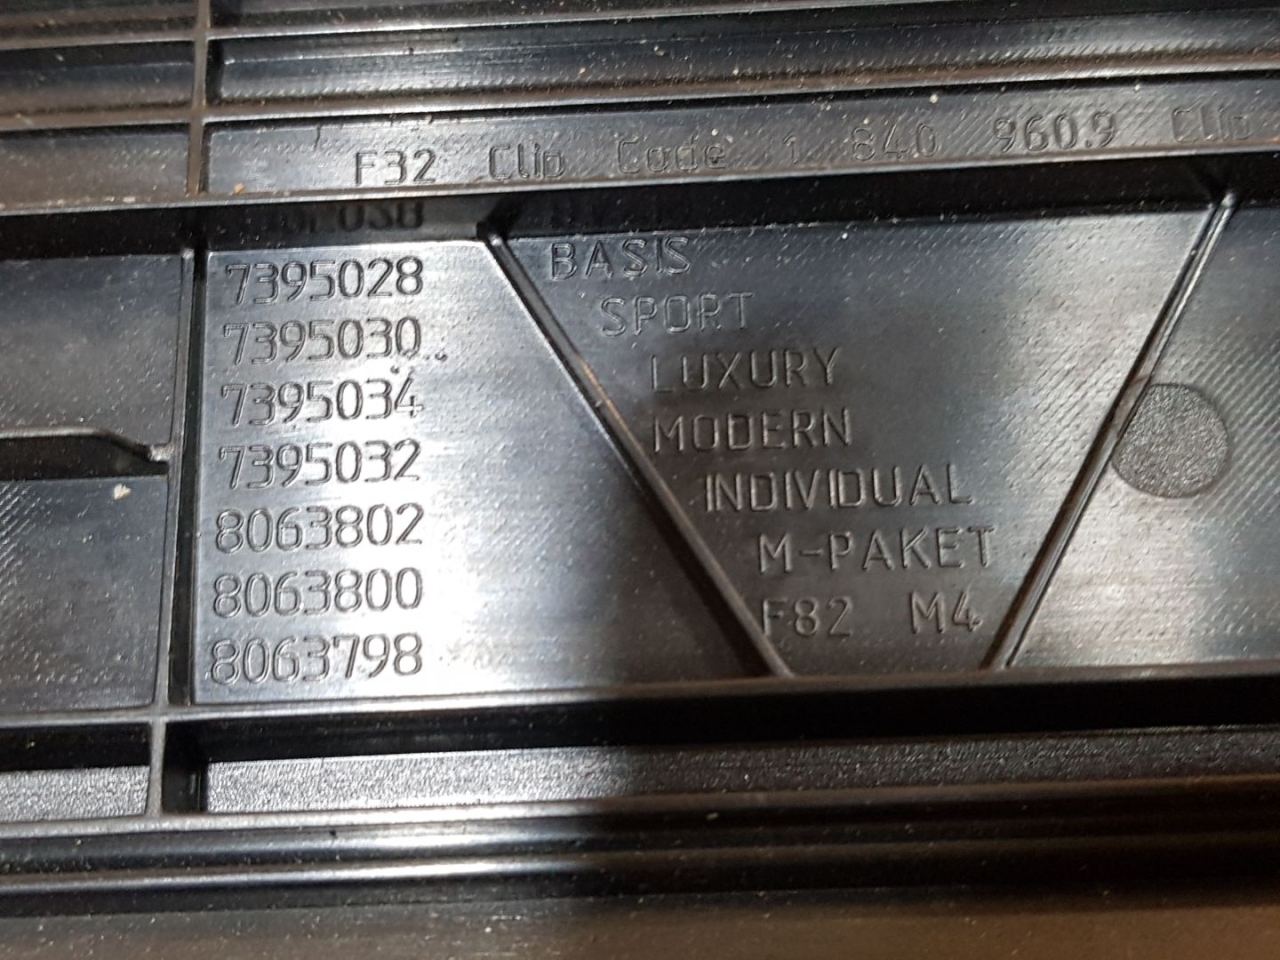 F32 Clip Code 1 840 960.9 Clip
7395028 BASIS
7395030 SPORT
7395034 LUXURY
7395032 MODERN
8063802 INDIVIDUAL
8063800 M-PAKET
8063798 F82 M4